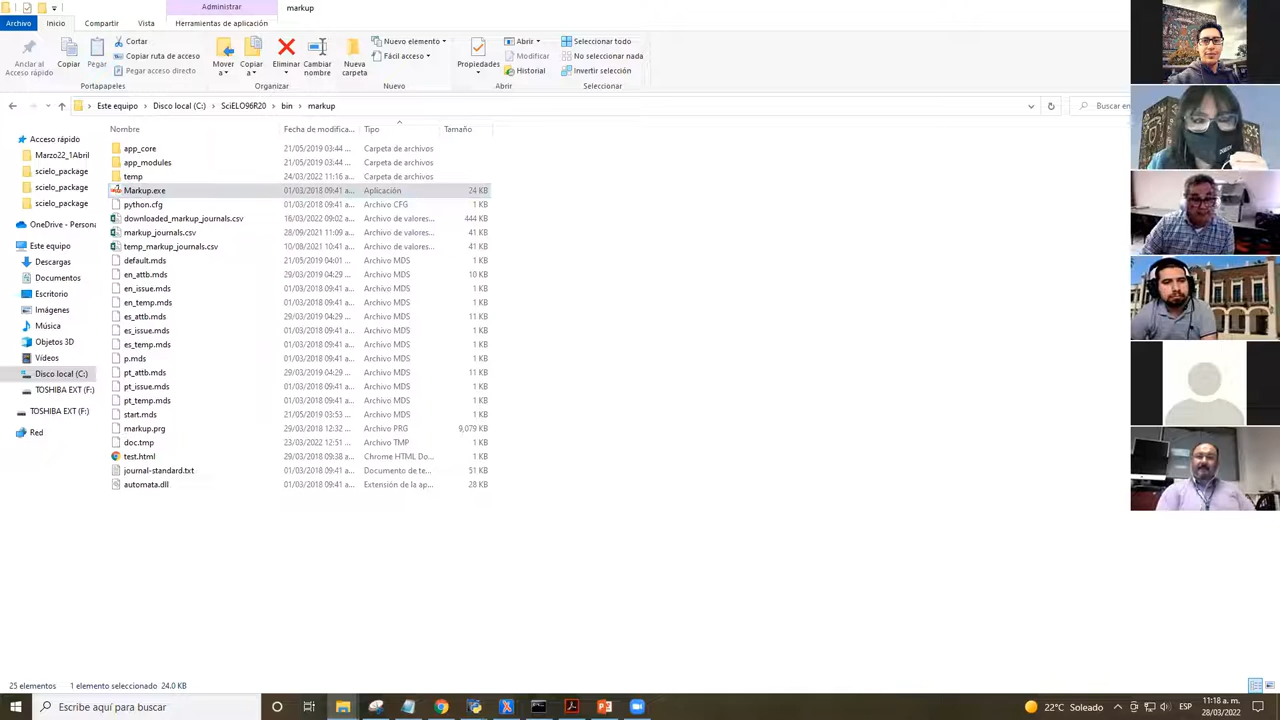 Administrar
markup
Archivo
Inicio
Compartir
Vista
Herramientas de aplicación
Anclar al
Acceso rápido
Copiar
Pegar
Cortar
Copiar ruta de acceso
Pegar acceso directo
Portapapeles
Mover
a
Copiar
a
Eliminar
Cambiar
nombre
Organizar
Nueva
carpeta
Nuevo elemento
Fácil acceso
Nuevo
Propiedades
Abrir
Modificar
Historial
Abrir
Seleccionar todo
No seleccionar nada
Invertir selección
Seleccionar
Este equipo > Disco local (C:) > SciELO96R20 > bin > markup
Buscar en
Acceso rápido
Marzo22_1Abril
scielo_package
scielo_package
scielo_package
OneDrive - Persona
Este equipo
Descargas
Documentos
Escritorio
Imágenes
Música
Objetos 3D
Vídeos
Disco local (C:)
TOSHIBA EXT (F:)
TOSHIBA EXT (F:)
Red
Nombre Fecha de modifica... Tipo Tamaño
app_core 21/05/2019 03:44 ... Carpeta de archivos
app_modules 21/05/2019 03:44 ... Carpeta de archivos
temp 24/03/2022 11:16 a... Carpeta de archivos
Markup.exe 01/03/2018 09:41 a... Aplicación 24 KB
python.cfg 01/03/2018 09:41 a... Archivo CFG 1 KB
downloaded_markup_journals.csv 16/03/2022 09:02 a... Archivo de valores... 444 KB
markup_journals.csv 28/09/2021 11:09 a... Archivo de valores... 41 KB
temp_markup_journals.csv 10/08/2021 10:41 a... Archivo de valores... 41 KB
default.mds 21/05/2019 04:01 ... Archivo MDS 1 KB
en_attb.mds 29/03/2019 04:29 ... Archivo MDS 10 KB
en_issue.mds 01/03/2018 09:41 a... Archivo MDS 1 KB
en_temp.mds 01/03/2018 09:41 a... Archivo MDS 1 KB
es_attb.mds 29/03/2019 04:29 ... Archivo MDS 11 KB
es_issue.mds 01/03/2018 09:41 a... Archivo MDS 1 KB
es_temp.mds 01/03/2018 09:41 a... Archivo MDS 1 KB
p.mds 01/03/2018 09:41 a... Archivo MDS 1 KB
pt_attb.mds 29/03/2019 04:29 ... Archivo MDS 11 KB
pt_issue.mds 01/03/2018 09:41 a... Archivo MDS 1 KB
pt_temp.mds 01/03/2018 09:41 a... Archivo MDS 1 KB
start.mds 21/05/2019 03:53 ... Archivo MDS 1 KB
markup.prg 29/03/2018 12:32 ... Archivo PRG 9,079 KB
doc.tmp 23/03/2022 12:51 ... Archivo TMP 1 KB
test.html 29/03/2018 09:38 a... Chrome HTML Do... 1 KB
journal-standard.txt 01/03/2018 09:41 a... Documento de te... 51 KB
automata.dll 01/03/2018 09:41 a... Extensión de la ap... 28 KB
25 elementos 1 elemento seleccionado 24.0 KB
Escribe aquí para buscar
22°C Soleado
ESP
11:18 a. m.
28/03/2022